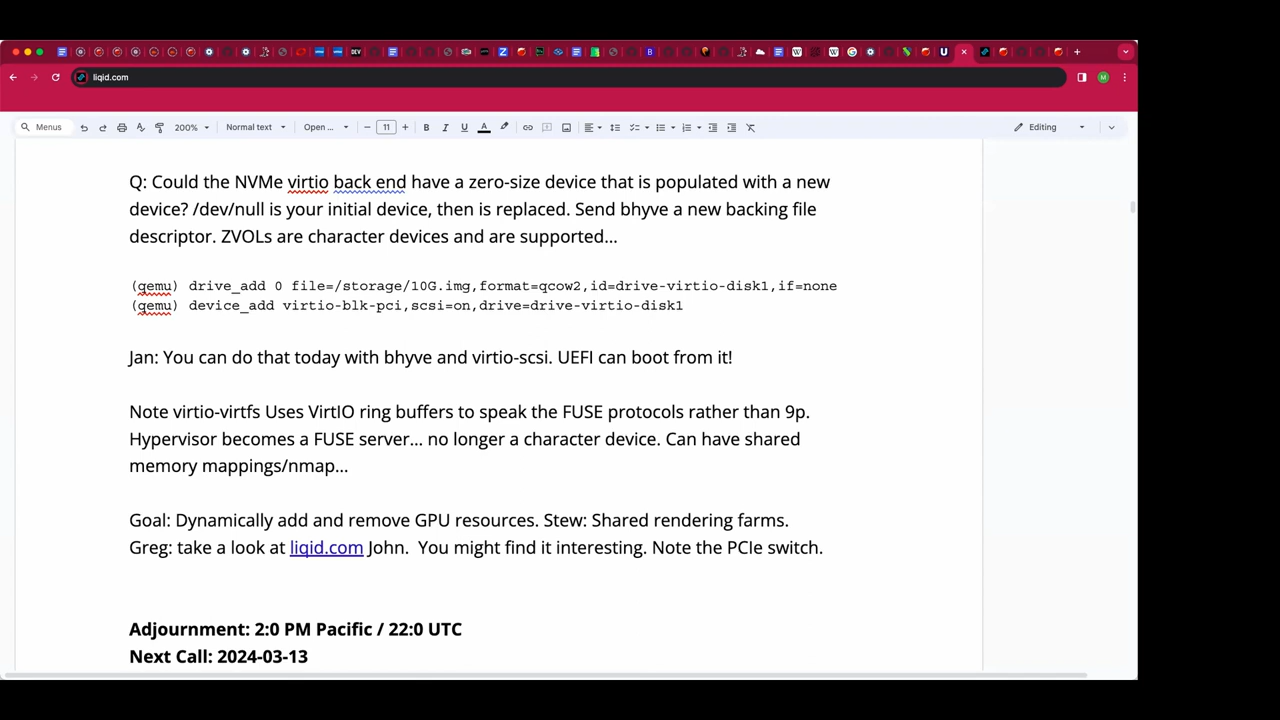 DEV
Z
B
W
W
G
U
liqid.com
M
Menus
200%
Normal text
Open ...
11
B
I
U
A
Editing
Q: Could the NVMe virtio back end have a zero-size device that is populated with a new
device? /dev/null is your initial device, then is replaced. Send bhyve a new backing file
descriptor. ZVOLs are character devices and are supported...
(qemu) drive_add 0 file=/storage/10G.img,format=qcow2,id=drive-virtio-disk1,if=none
(qemu) device_add virtio-blk-pci,scsi=on,drive=drive-virtio-disk1
Jan: You can do that today with bhyve and virtio-scsi. UEFI can boot from it!
Note virtio-virtfs Uses VirtIO ring buffers to speak the FUSE protocols rather than 9p.
Hypervisor becomes a FUSE server... no longer a character device. Can have shared
memory mappings/nmap...
Goal: Dynamically add and remove GPU resources. Stew: Shared rendering farms.
Greg: take a look at liqid.com John.  You might find it interesting. Note the PCIe switch.
Adjournment: 2:0 PM Pacific / 22:0 UTC
Next Call: 2024-03-13